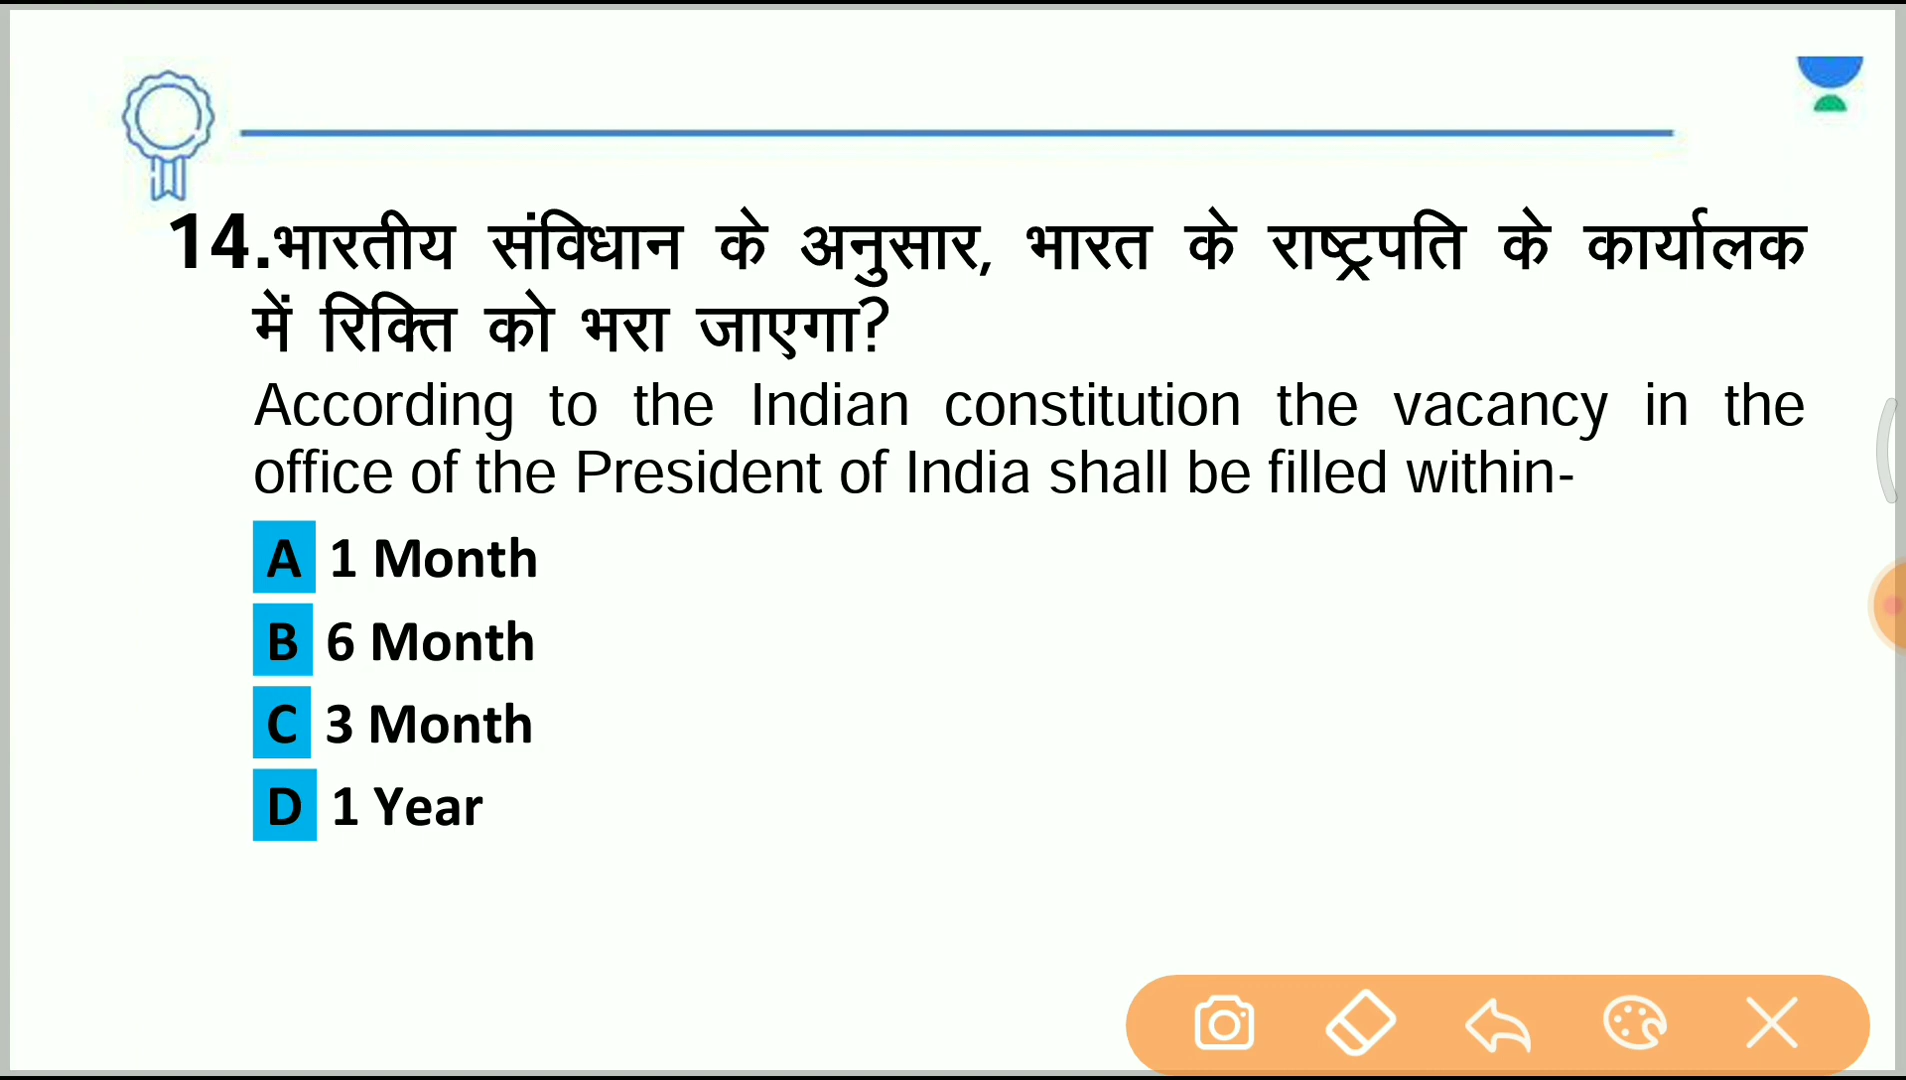 14.भारतीय संविधान के अनुसार, भारत के राष्ट्रपति के कार्यालक
में रिक्ति को भरा जाएगा?
According to the Indian constitution the vacancy in the
office of the President of India shall be filled within-
A 1 Month
B 6 Month
C 3 Month
D 1 Year